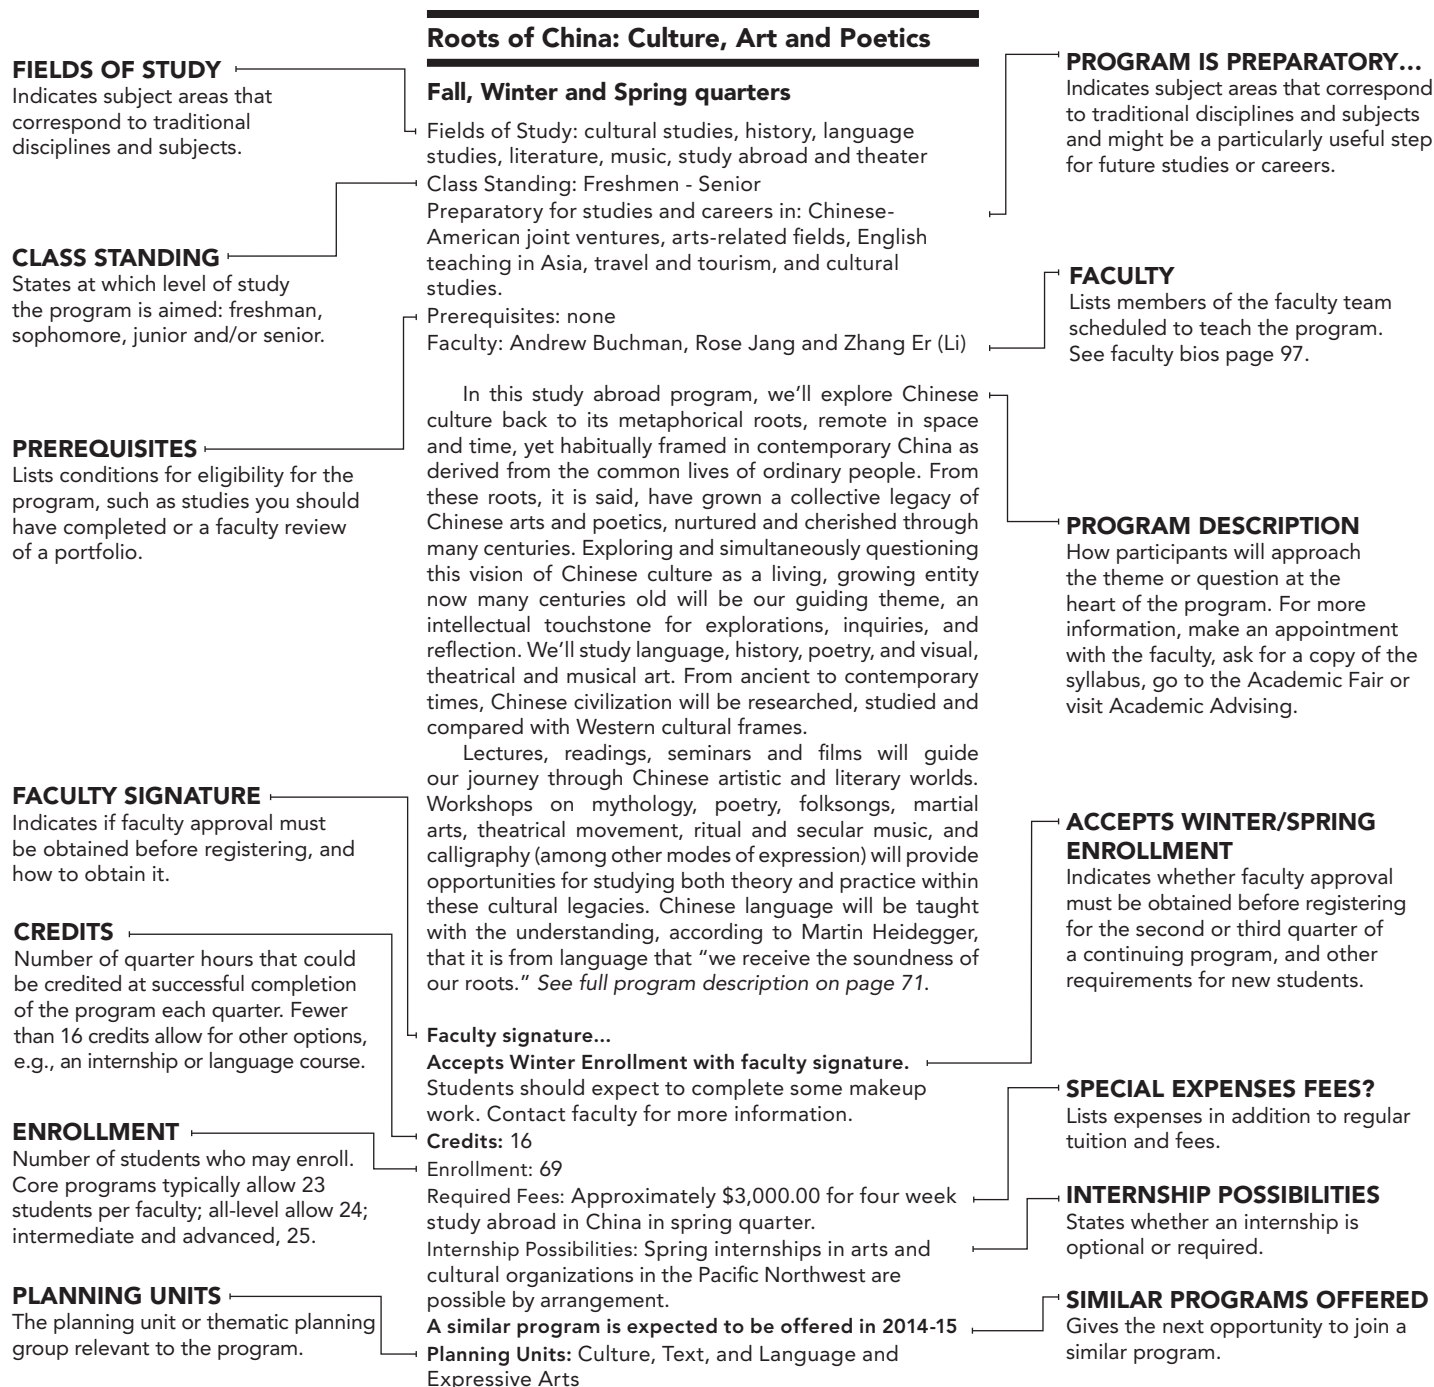 Roots of China: Culture, Art and Poetics
Fall, Winter and Spring quarters
Fields of Study: cultural studies, history, language
studies, literature, music, study abroad and theater
Class Standing: Freshmen - Senior
Preparatory for studies and careers in: Chinese-
American joint ventures, arts-related fields, English
teaching in Asia, travel and tourism, and cultural
studies.
Prerequisites: none
Faculty: Andrew Buchman, Rose Jang and Zhang Er (Li)
In this study abroad program, we’ll explore Chinese
culture back to its metaphorical roots, remote in space
and time, yet habitually framed in contemporary China as
derived from the common lives of ordinary people. From
these roots, it is said, have grown a collective legacy of
Chinese arts and poetics, nurtured and cherished through
many centuries. Exploring and simultaneously questioning
this vision of Chinese culture as a living, growing entity
now many centuries old will be our guiding theme, an
intellectual touchstone for explorations, inquiries, and
reflection. We’ll study language, history, poetry, and visual,
theatrical and musical art. From ancient to contemporary
times, Chinese civilization will be researched, studied and
compared with Western cultural frames.
Lectures, readings, seminars and films will guide
our journey through Chinese artistic and literary worlds.
Workshops on mythology, poetry, folksongs, martial
arts, theatrical movement, ritual and secular music, and
calligraphy (among other modes of expression) will provide
opportunities for studying both theory and practice within
these cultural legacies. Chinese language will be taught
with the understanding, according to Martin Heidegger,
that it is from language that “we receive the soundness of
our roots.” See full program description on page 71.
Faculty signature...
Accepts Winter Enrollment with faculty signature.
Students should expect to complete some makeup
work. Contact faculty for more information.
Credits: 16
Enrollment: 69
Required Fees: Approximately $3,000.00 for four week
study abroad in China in spring quarter.
Internship Possibilities: Spring internships in arts and
cultural organizations in the Pacific Northwest are
possible by arrangement.
A similar program is expected to be offered in 2014-15
Planning Units: Culture, Text, and Language and
Expressive Arts
FIELDS OF STUDY
Indicates subject areas that
correspond to traditional
disciplines and subjects.
CLASS STANDING
States at which level of study
the program is aimed: freshman,
sophomore, junior and/or senior.
PREREQUISITES
Lists conditions for eligibility for the
program, such as studies you should
have completed or a faculty review
of a portfolio.
FACULTY SIGNATURE
Indicates if faculty approval must
be obtained before registering, and
how to obtain it.
CREDITS
Number of quarter hours that could
be credited at successful completion
of the program each quarter. Fewer
than 16 credits allow for other options,
e.g., an internship or language course.
ENROLLMENT
Number of students who may enroll.
Core programs typically allow 23
students per faculty; all-level allow 24;
intermediate and advanced, 25.
PLANNING UNITS
The planning unit or thematic planning
group relevant to the program.
PROGRAM IS PREPARATORY...
Indicates subject areas that correspond
to traditional disciplines and subjects
and might be a particularly useful step
for future studies or careers.
FACULTY
Lists members of the faculty team
scheduled to teach the program.
See faculty bios page 97.
PROGRAM DESCRIPTION
How participants will approach
the theme or question at the
heart of the program. For more
information, make an appointment
with the faculty, ask for a copy of the
syllabus, go to the Academic Fair or
visit Academic Advising.
ACCEPTS WINTER/SPRING
ENROLLMENT
Indicates whether faculty approval
must be obtained before registering
for the second or third quarter of
a continuing program, and other
requirements for new students.
SPECIAL EXPENSES FEES?
Lists expenses in addition to regular
tuition and fees.
INTERNSHIP POSSIBILITIES
States whether an internship is
optional or required.
SIMILAR PROGRAMS OFFERED
Gives the next opportunity to join a
similar program.